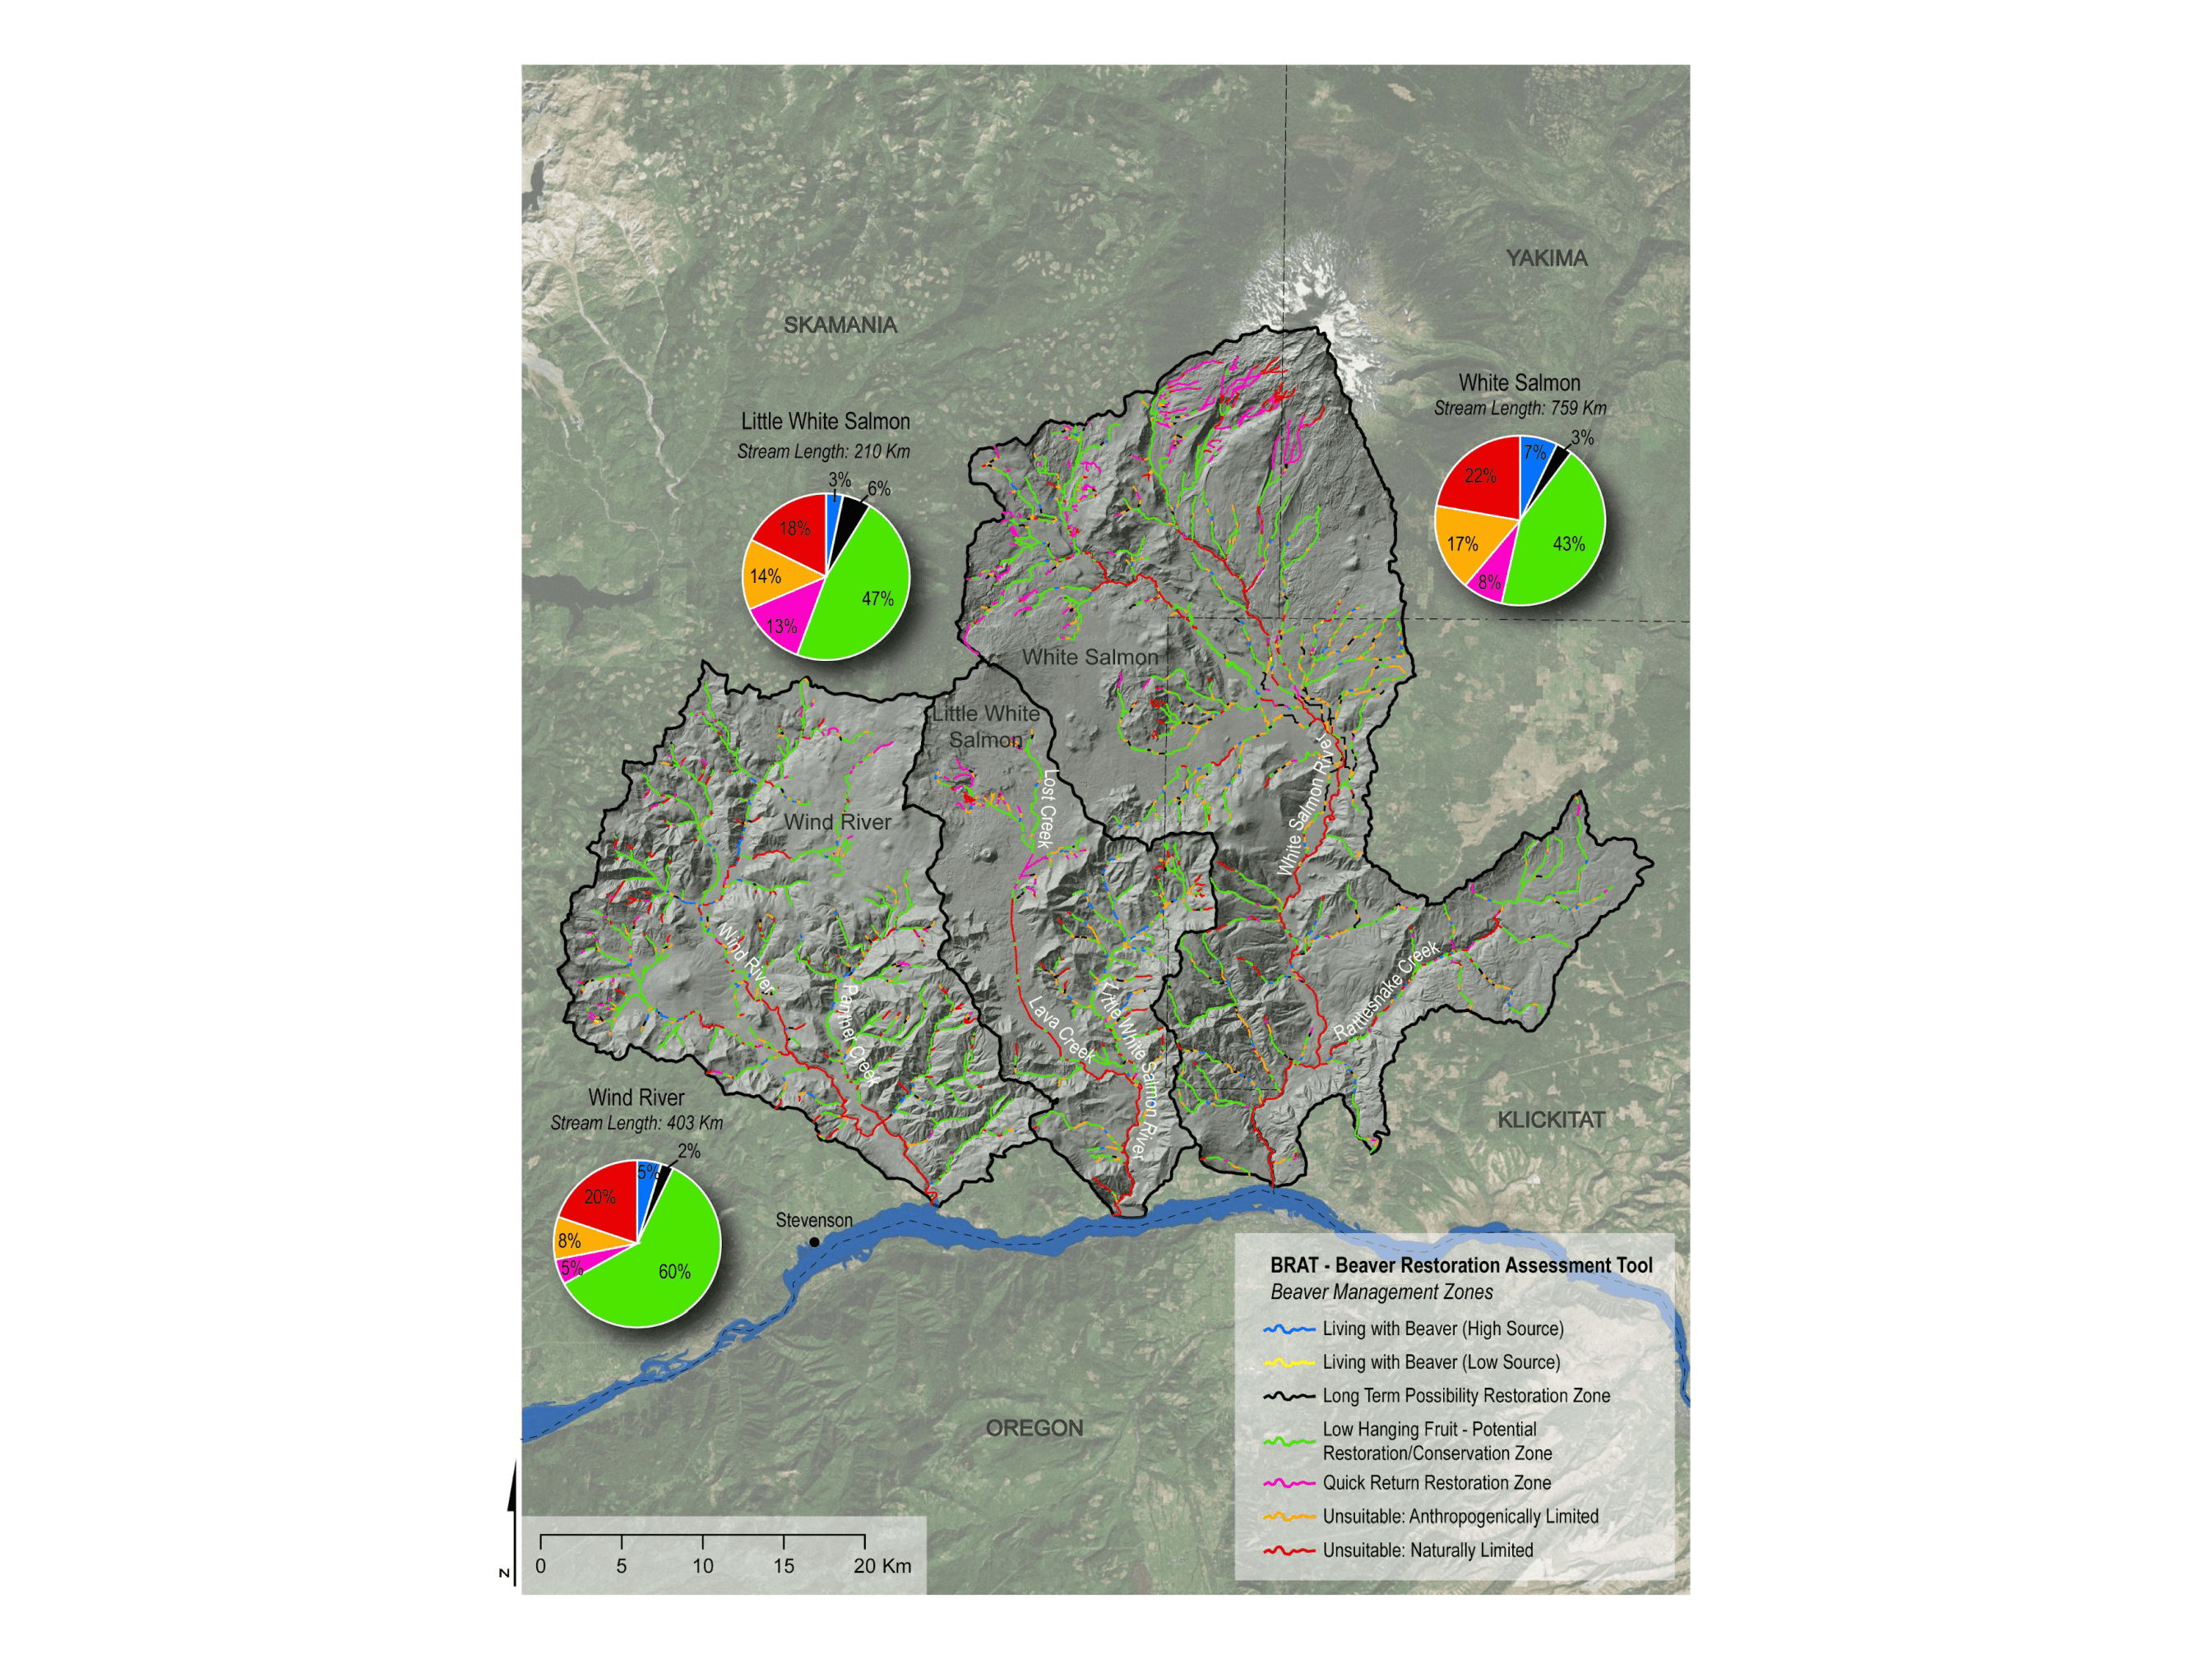 YAKIMA
SKAMANIA
White Salmon
Stream Length: 759 Km
7%
3%
22%
17%
43%
8%
Little White Salmon
Stream Length: 210 Km
3%
6%
18%
14%
47%
13%
White Salmon
Little White
Salmon
Lost Creek
Wind River
White Salmon River
Wind River
Panther Creek
Lava Creek
Little White Salmon River
Rattlesnake Creek
KLICKITAT
Wind River
Stream Length: 403 Km
5%
2%
20%
8%
5%
60%
Stevenson
OREGON
BRAT - Beaver Restoration Assessment Tool
Beaver Management Zones
Living with Beaver (High Source)
Living with Beaver (Low Source)
Long Term Possibility Restoration Zone
Low Hanging Fruit - Potential
Restoration/Conservation Zone
Quick Return Restoration Zone
Unsuitable: Anthropogenically Limited
Unsuitable: Naturally Limited
N
0 5 10 15 20 Km